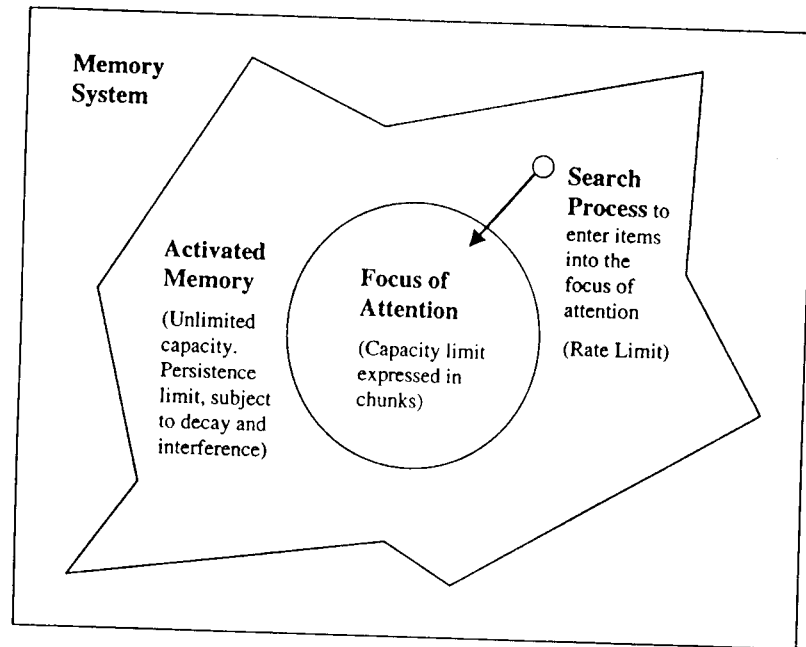 Memory
System
Activated
Memory
(Unlimited
capacity.
Persistence
limit, subject
to decay and
interference)
Focus of
Attention
(Capacity limit
expressed in
chunks)
Search
Process to
enter items
into the
focus of
attention
(Rate Limit)